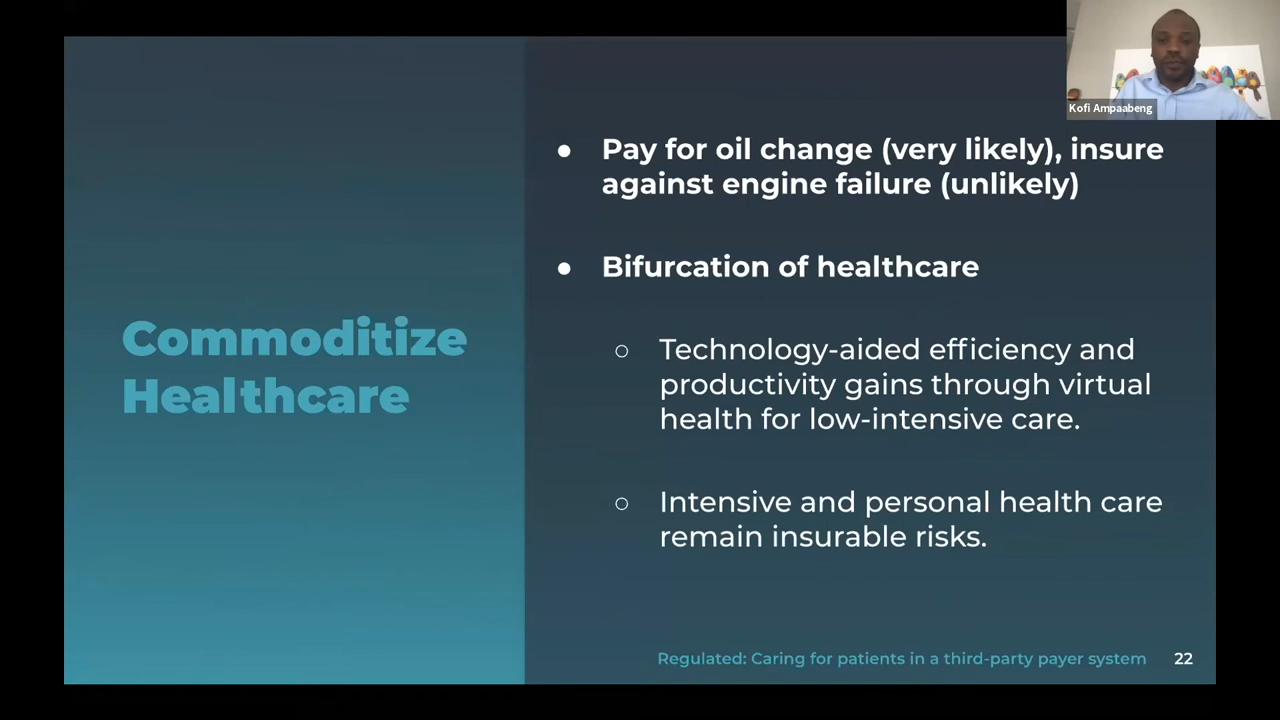 Kofi Ampaabeng
Commoditize
Healthcare
● Pay for oil change (very likely), insure
against engine failure (unlikely)
● Bifurcation of healthcare
○ Technology-aided efficiency and
productivity gains through virtual
health for low-intensive care.
○ Intensive and personal health care
remain insurable risks.
Regulated: Caring for patients in a third-party payer system 22